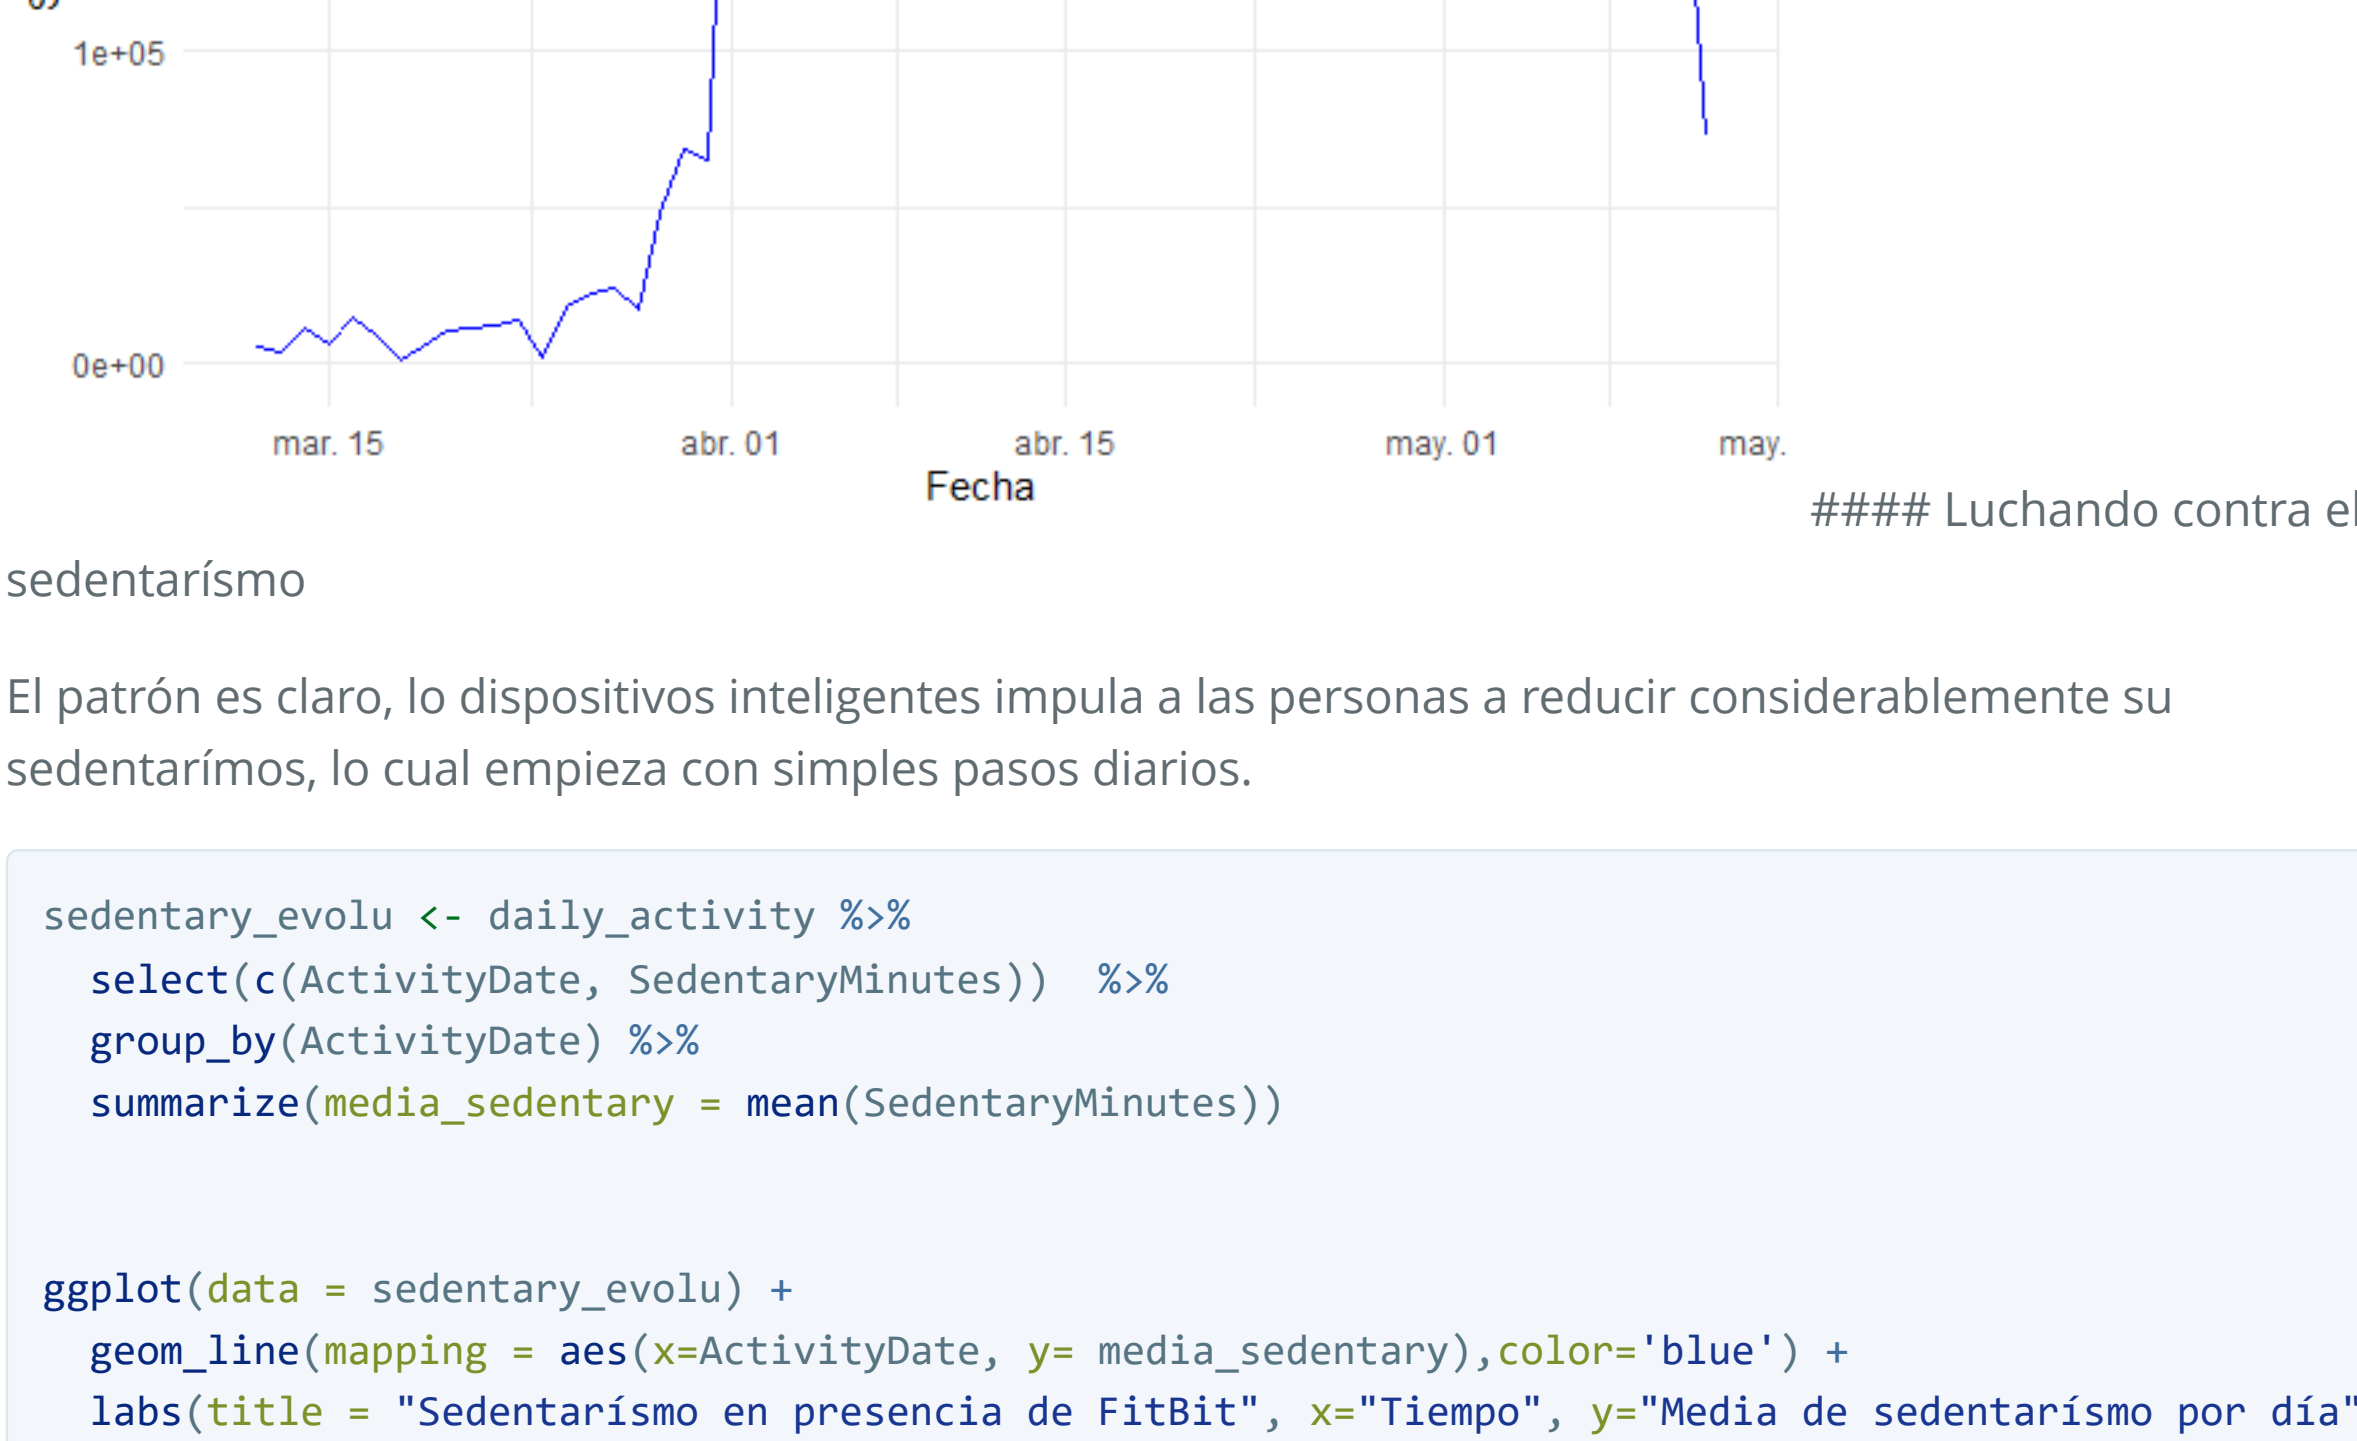 1e+05
0e+00
mar. 15 abr. 01 abr. 15 may. 01 may.
Fecha
#### Luchando contra el
sedentarísmo
El patrón es claro, lo dispositivos inteligentes impula a las personas a reducir considerablemente su
sedentarímos, lo cual empieza con simples pasos diarios.
sedentary_evolu <- daily_activity %>%
  select(c(ActivityDate, SedentaryMinutes))  %>%
  group_by(ActivityDate) %>%
  summarize(media_sedentary = mean(SedentaryMinutes))
ggplot(data = sedentary_evolu) +
  geom_line(mapping = aes(x=ActivityDate, y= media_sedentary),color='blue') +
  labs(title = "Sedentarísmo en presencia de FitBit", x="Tiempo", y="Media de sedentarísmo por día"